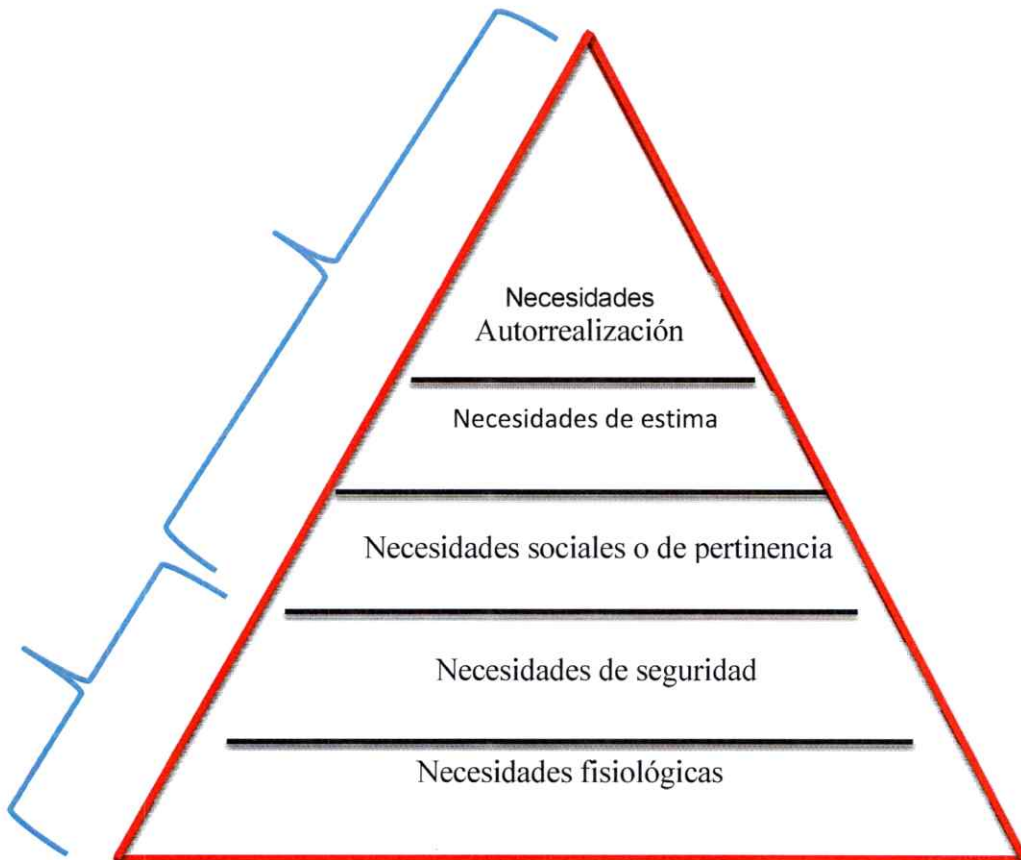 Necesidades
Autorrealización
Necesidades de estima
Necesidades sociales o de pertinencia
Necesidades de seguridad
Necesidades fisiológicas